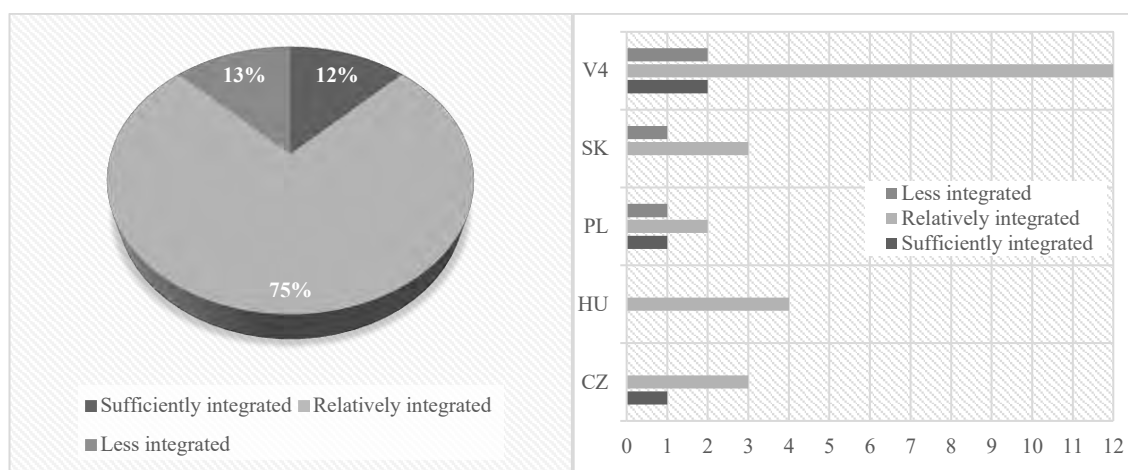 13%
12%
75%
Sufficiently integrated Relatively integrated
Less integrated
V4
SK
PL
HU
CZ
Less integrated
Relatively integrated
Sufficiently integrated
0 1 2 3 4 5 6 7 8 9 10 11 12